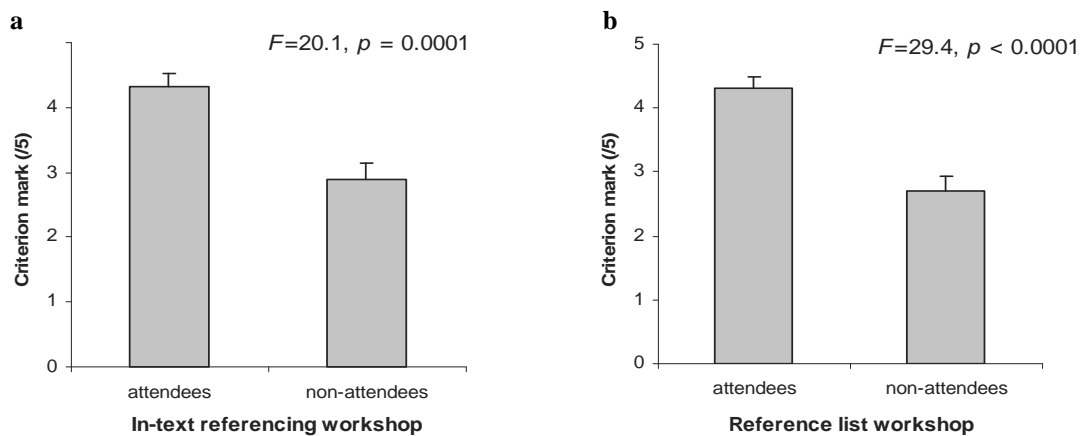 a
F=20.1, p = 0.0001
Criterion mark (/5)
4
3
2
1
0
attendees non-attendees
In-text referencing workshop
b
F=29.4, p < 0.0001
Criterion mark (/5)
5
4
3
2
1
0
attendees non-attendees
Reference list workshop